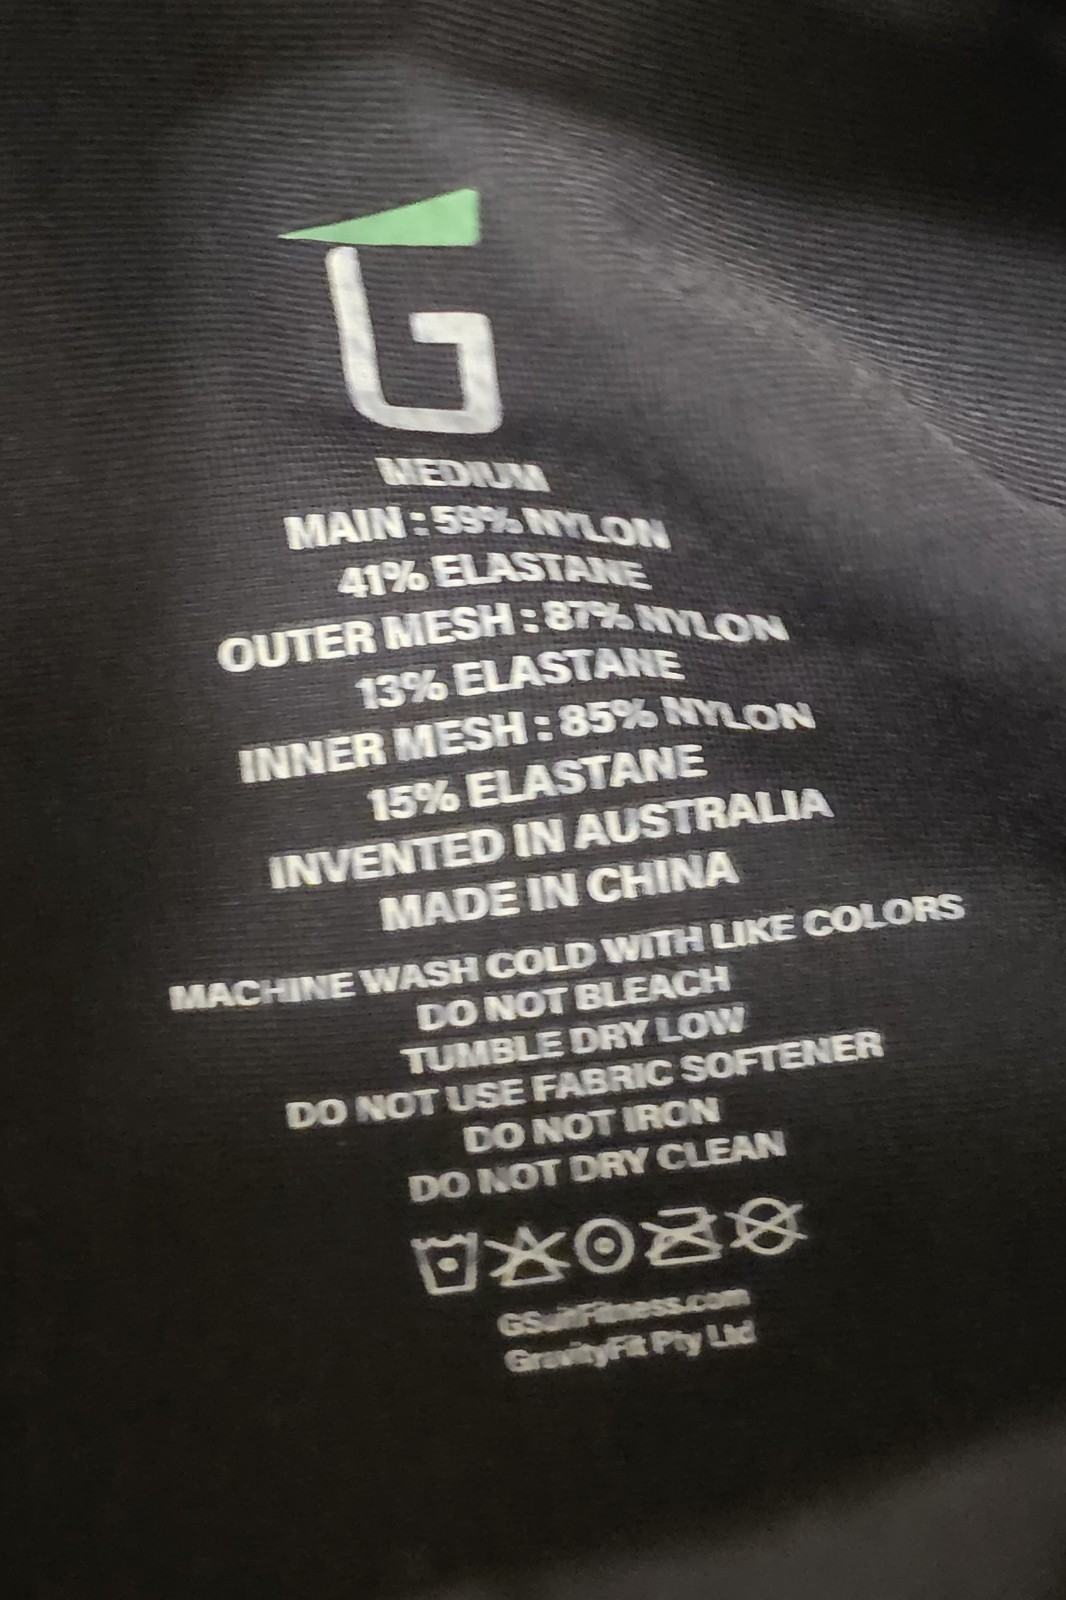 G
MEDIUM
MAIN : 59% NYLON
41% ELASTANE
OUTER MESH : 87% NYLON
13% ELASTANE
INNER MESH : 85% NYLON
15% ELASTANE
INVENTED IN AUSTRALIA
MADE IN CHINA
MACHINE WASH COLD WITH LIKE COLORS
DO NOT BLEACH
TUMBLE DRY LOW
DO NOT USE FABRIC SOFTENER
DO NOT IRON
DO NOT DRY CLEAN
GSuitFitness.com
GravityFit Pty Ltd